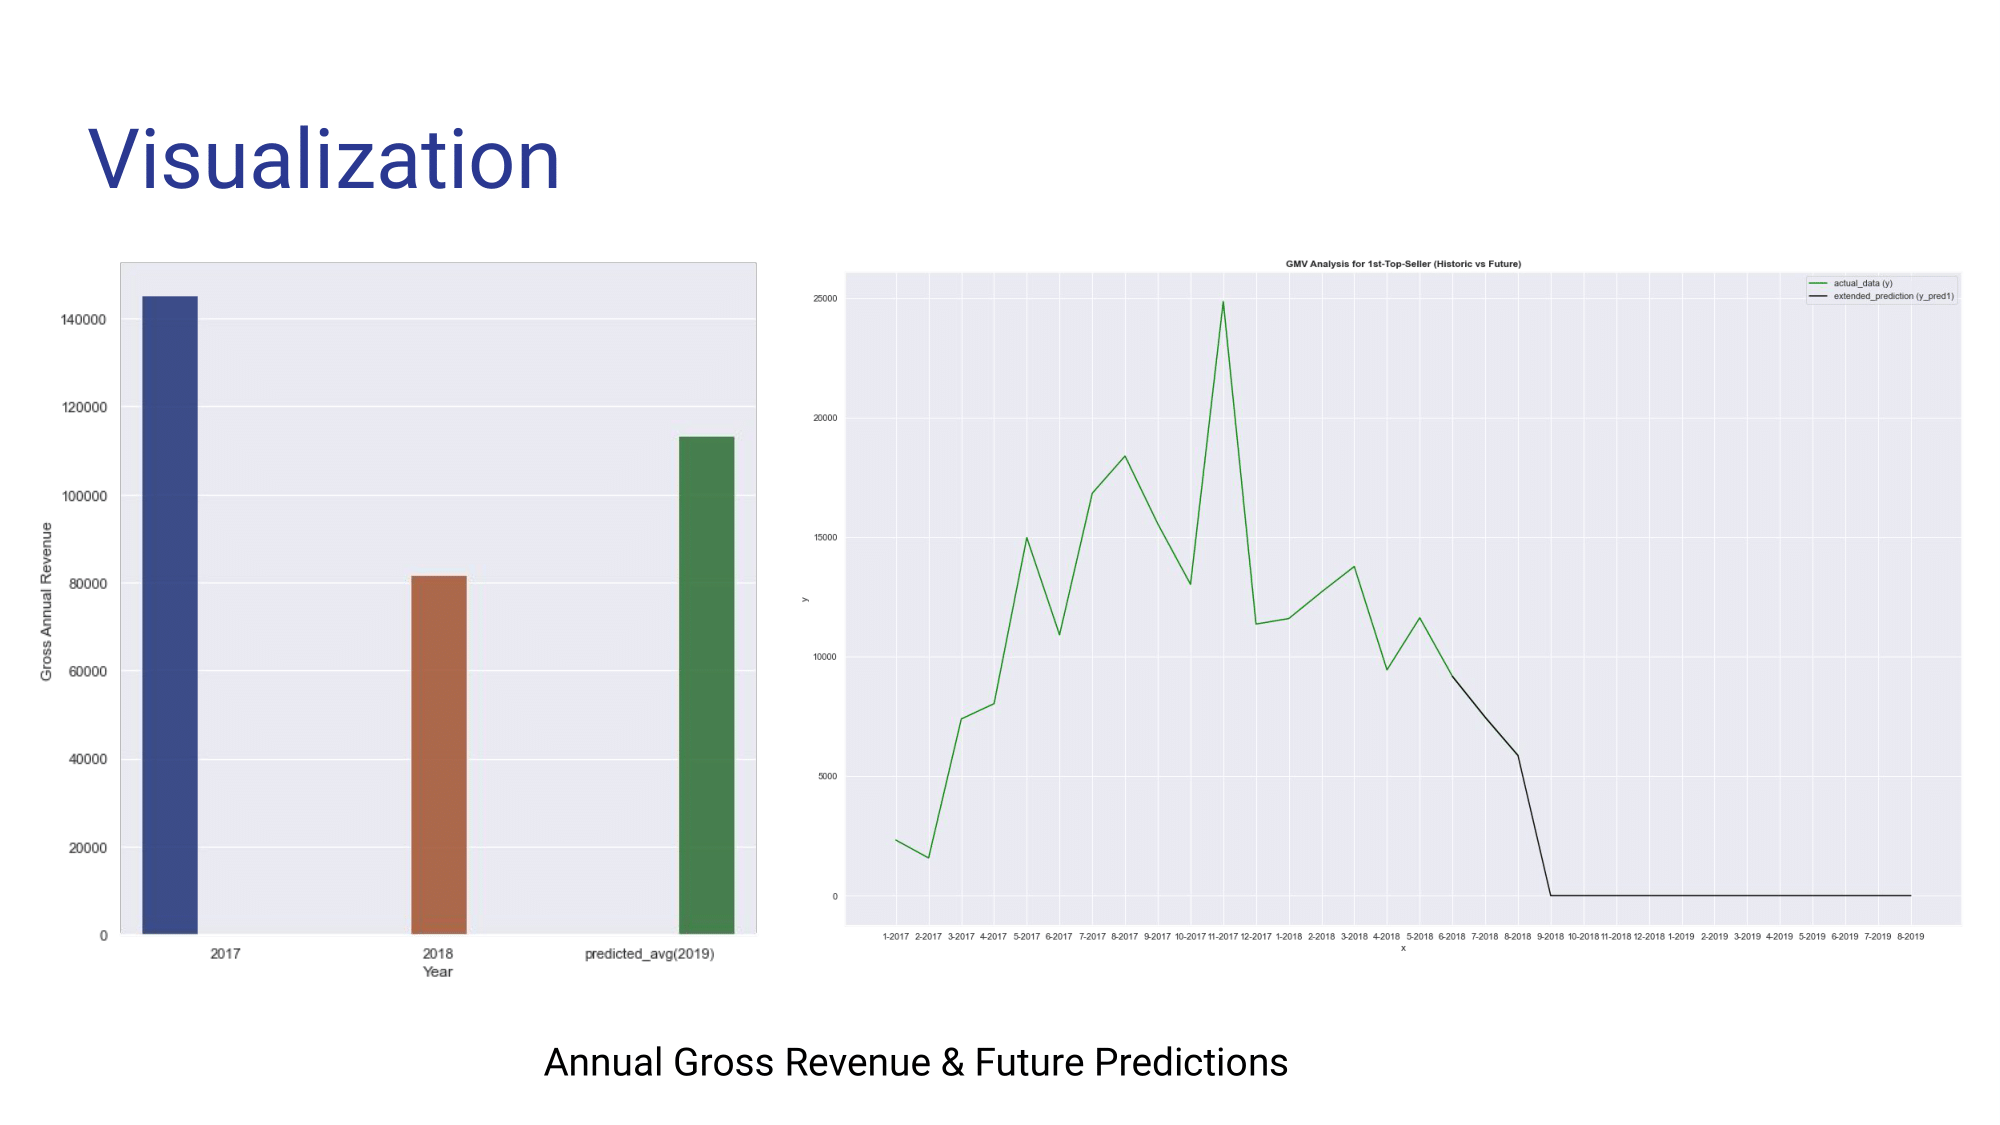 Visualization
140000
120000
100000
80000
60000
40000
20000
0
Gross Annual Revenue
2017 2018 predicted_avg(2019)
Year
GMV Analysis for 1st-Top-Seller (Historic vs Future)
actual_data (y)
extended_prediction (y_pred1)
25000
20000
15000
10000
5000
0
y
1-2017 2-2017 3-2017 4-2017 5-2017 6-2017 7-2017 8-2017 9-2017 10-2017 11-2017 12-2017 1-2018 2-2018 3-2018 4-2018 5-2018 6-2018 7-2018 8-2018 9-2018 10-2018 11-2018 12-2018 1-2019 2-2019 3-2019 4-2019 5-2019 6-2019 7-2019 8-2019
x
Annual Gross Revenue & Future Predictions